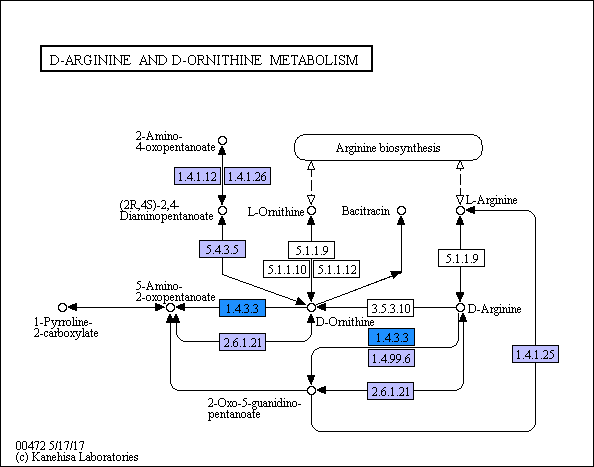 D-ARGININE AND D-ORNITHINE METABOLISM
2-Amino-
4-oxopentanoate
Arginine biosynthesis
1.4.1.12
1.4.1.26
(2R,4S)-2,4-
Diaminopentanoate
L-Ornithine
Bacitracin
L-Arginine
5.4.3.5
5.1.1.9
5.1.1.10
5.1.1.12
5.1.1.9
5-Amino-
2-oxopentanoate
1.4.3.3
3.5.3.10
D-Ornithine
D-Arginine
1-Pyrroline-
2-carboxylate
2.6.1.21
1.4.3.3
1.4.99.6
1.4.1.25
2.6.1.21
2-Oxo-5-guanidino-
pentanoate
00472 5/17/17
(c) Kanehisa Laboratories